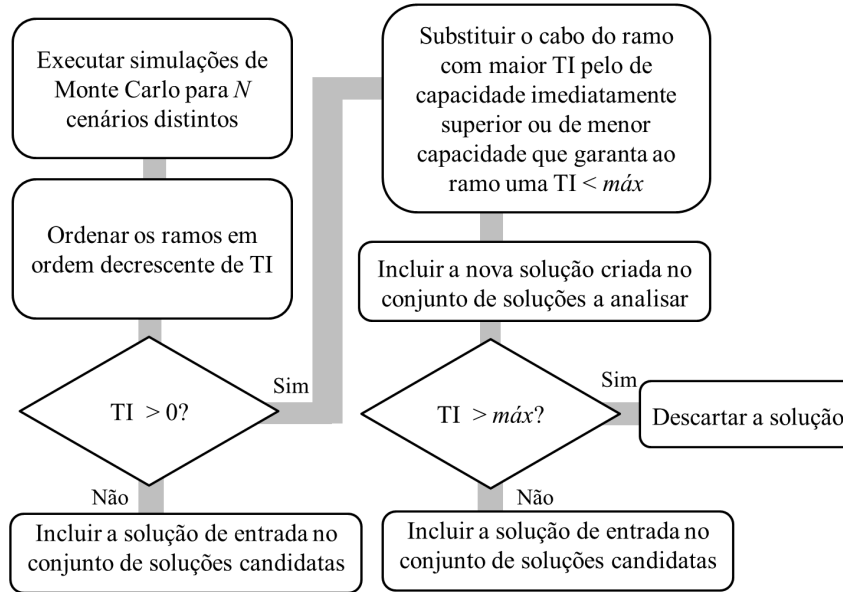 Executar simulações de
Monte Carlo para N
cenários distintos
Ordenar os ramos em
ordem decrescente de TI
TI > 0?
Sim
Não
Incluir a solução de entrada no
conjunto de soluções candidatas
Substituir o cabo do ramo
com maior TI pelo de
capacidade imediatamente
superior ou de menor
capacidade que garanta ao
ramo uma TI < máx
Incluir a nova solução criada no
conjunto de soluções a analisar
TI > máx?
Sim
Descartar a solução
Não
Incluir a solução de entrada no
conjunto de soluções candidatas